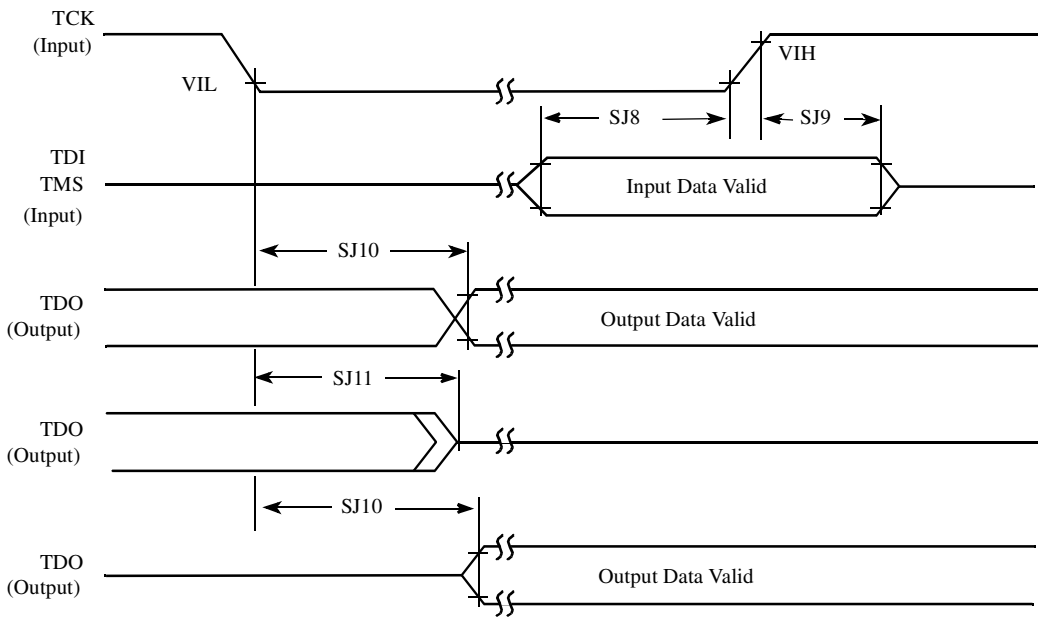 TCK
(Input)
VIL
VIH
SJ8
SJ9
TDI
TMS
(Input)
Input Data Valid
SJ10
TDO
(Output)
Output Data Valid
SJ11
TDO
(Output)
SJ10
TDO
(Output)
Output Data Valid